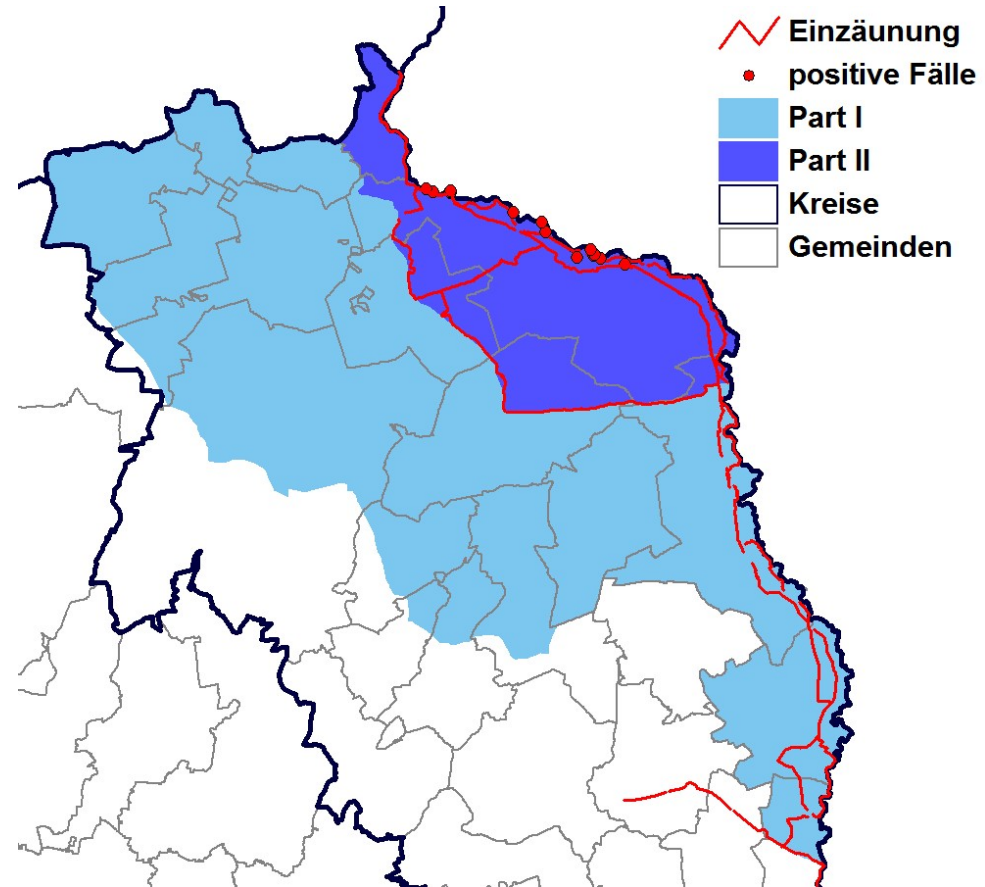 Einzäunung
positive Fälle
Part I
Part II
Kreise
Gemeinden